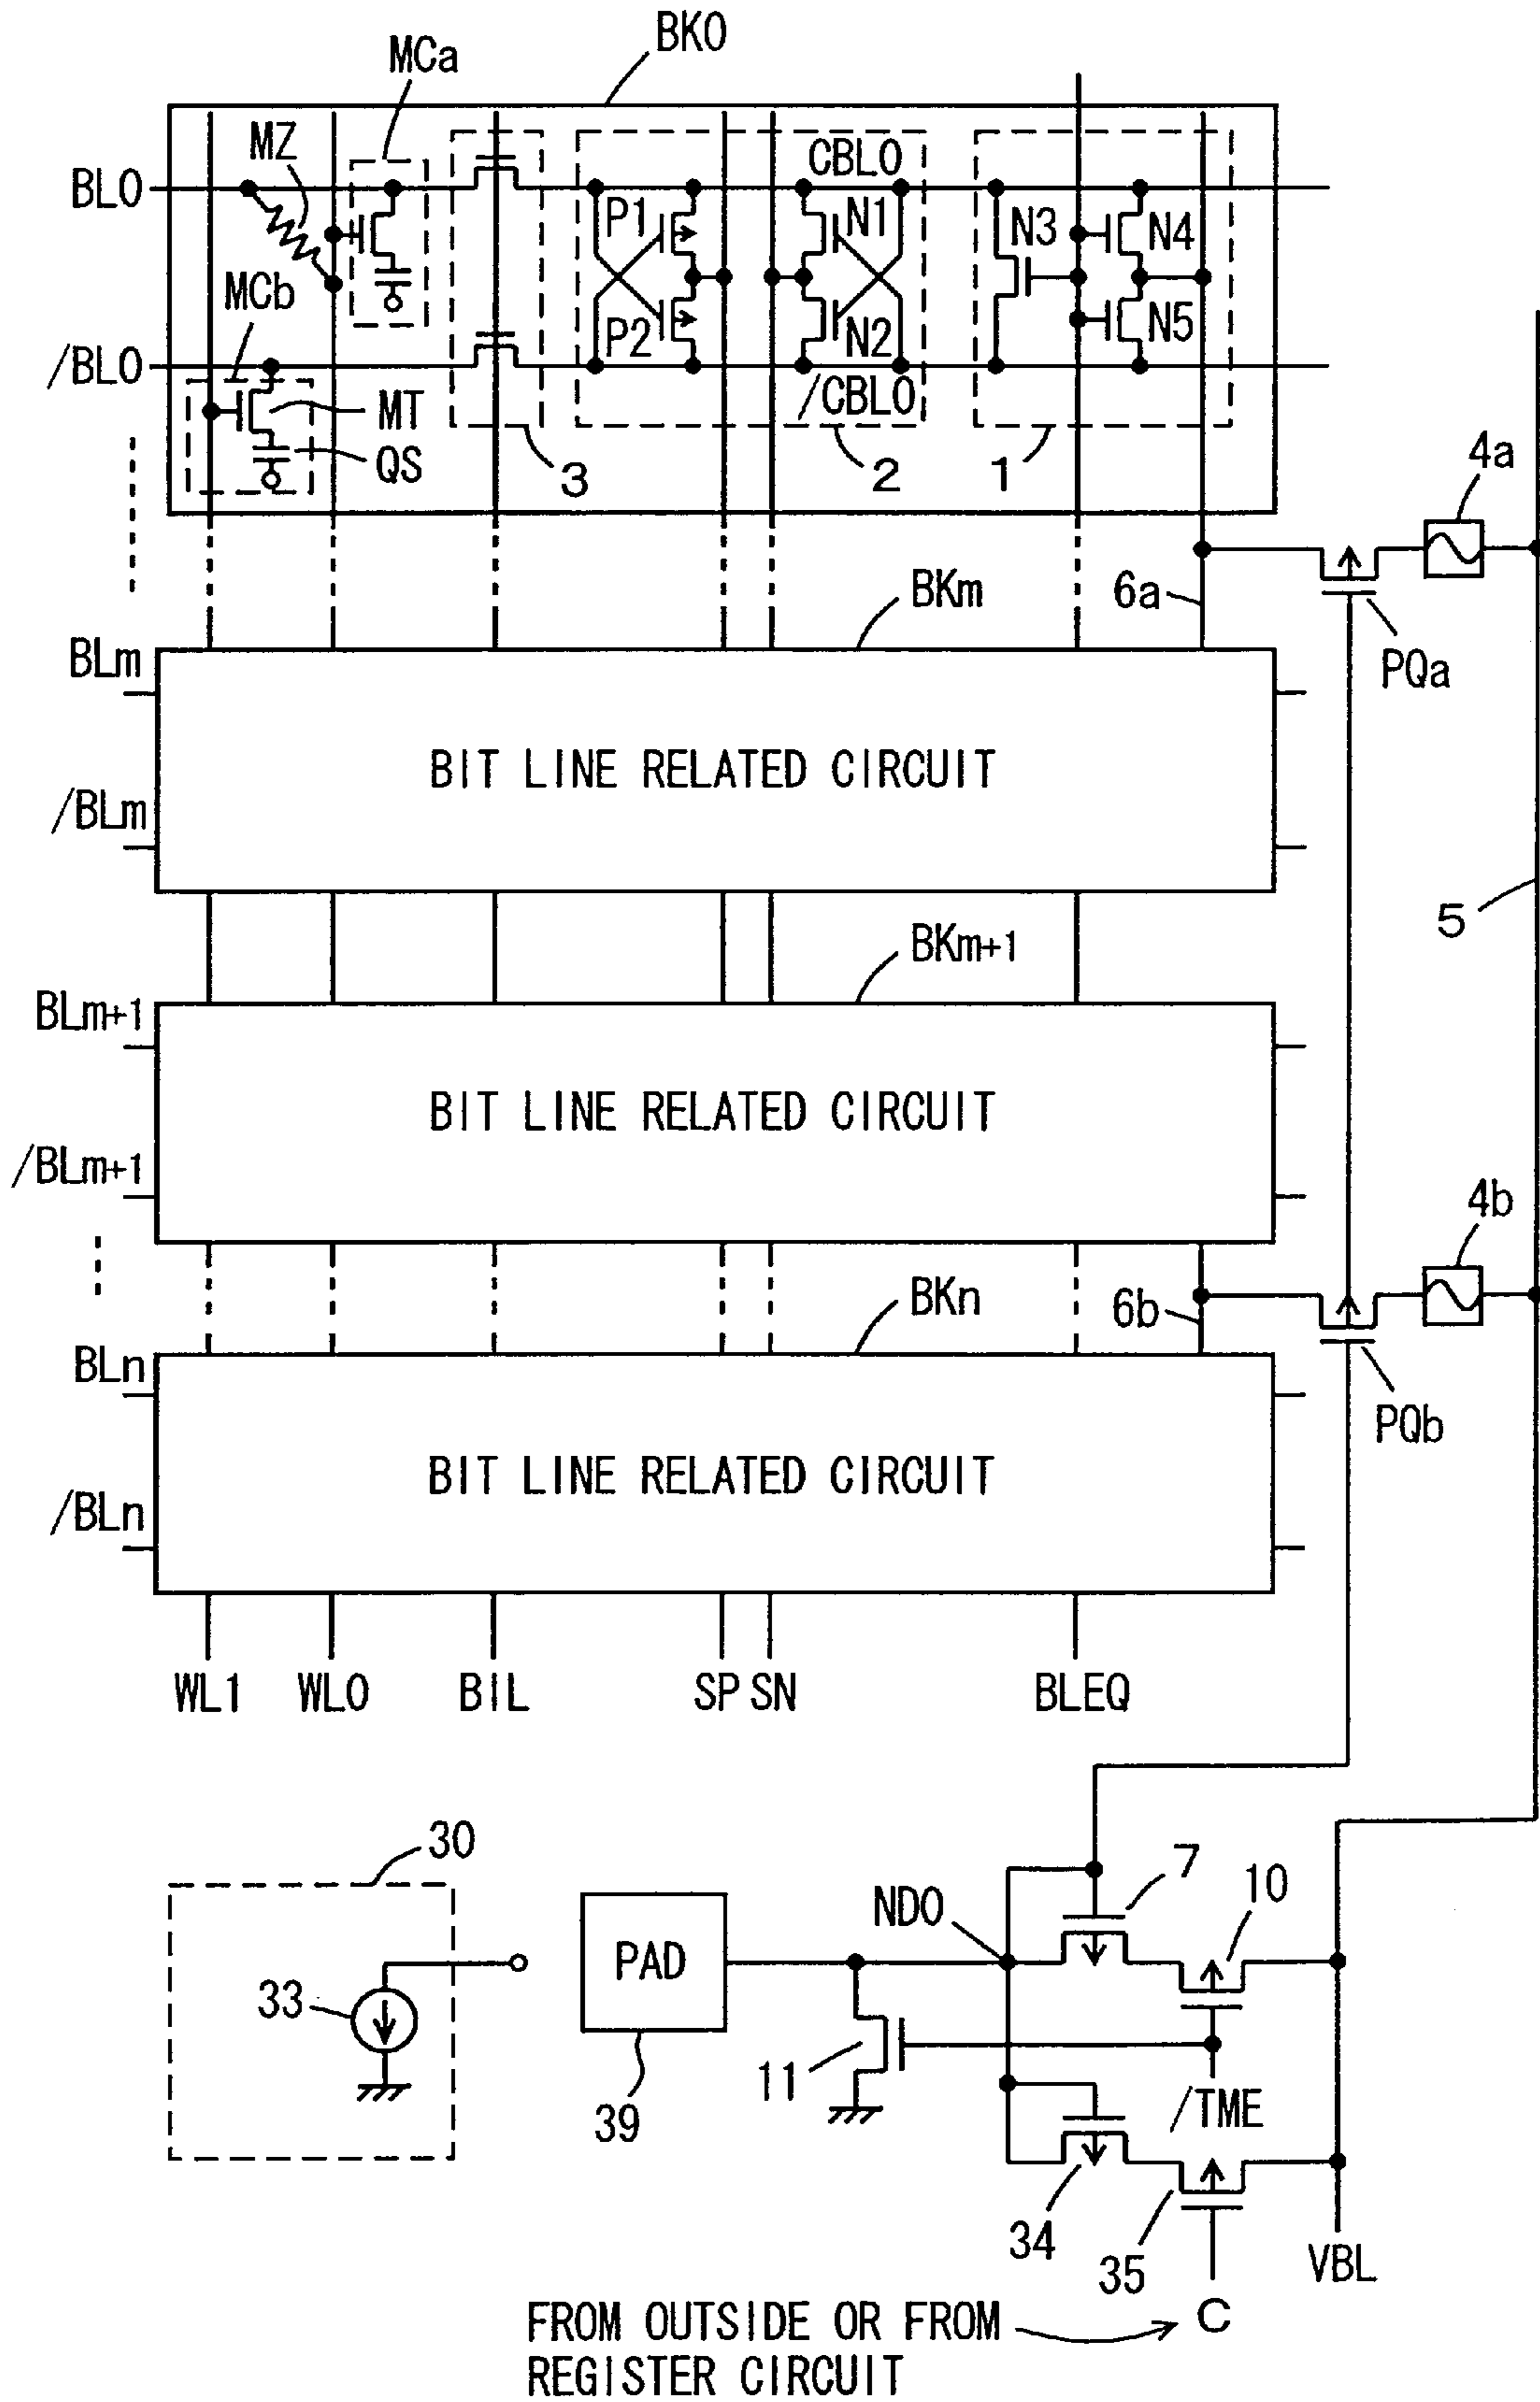 BK0
MCa
MZ
BL0
CBL0
P1
N1
N3
N4
MCb
P2
N2
N5
/BL0
/CBL0
MT
QS
3
2
1
4a
6a
BKm
PQa
BLm
BIT LINE RELATED CIRCUIT
/BLm
5
BKm+1
BLm+1
BIT LINE RELATED CIRCUIT
/BLm+1
4b
BKn
6b
BLn
PQb
BIT LINE RELATED CIRCUIT
/BLn
WL1
WL0
BIL
SP
SN
BLEQ
30
7
10
ND0
PAD
33
11
39
/TME
34
35
VBL
FROM OUTSIDE OR FROM
C
REGISTER CIRCUIT